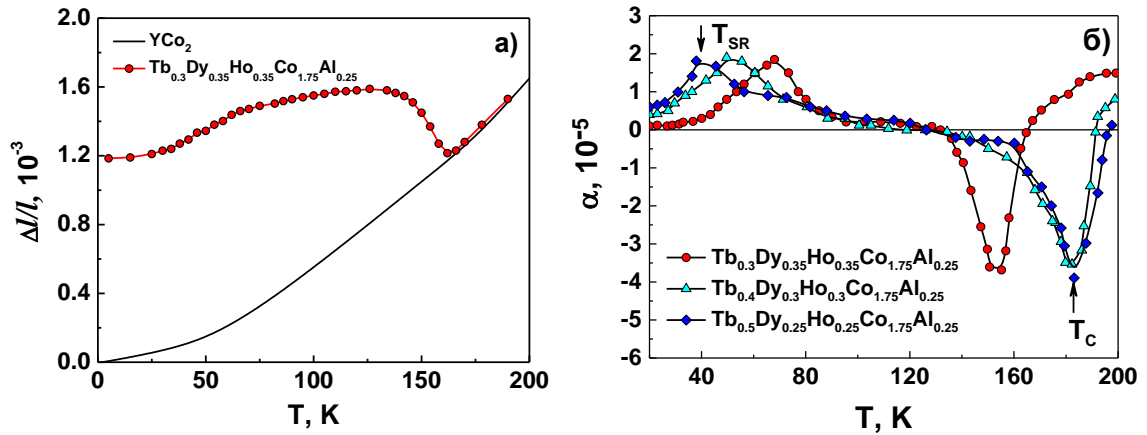 а)
YCo₂
Tb₀.₃Dy₀.₃₅Ho₀.₃₅Co₁.₇₅Al₀.₂₅
Δl/l, 10⁻³
2.0
1.6
1.2
0.8
0.4
0.0
0 50 100 150 200
T, K
б)
T_SR
T_C
Tb₀.₃Dy₀.₃₅Ho₀.₃₅Co₁.₇₅Al₀.₂₅
Tb₀.₄Dy₀.₃Ho₀.₃Co₁.₇₅Al₀.₂₅
Tb₀.₅Dy₀.₂₅Ho₀.₂₅Co₁.₇₅Al₀.₂₅
α, 10⁻⁵
3
2
1
0
-1
-2
-3
-4
-5
-6
40 80 120 160 200
T, K